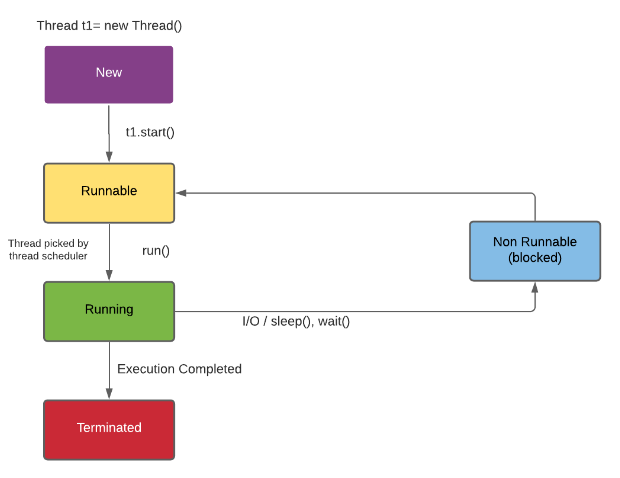 Thread t1= new Thread()
New
t1.start()
Runnable
Thread picked by
thread scheduler
run()
Non Runnable
(blocked)
Running
I/O / sleep(), wait()
Execution Completed
Terminated